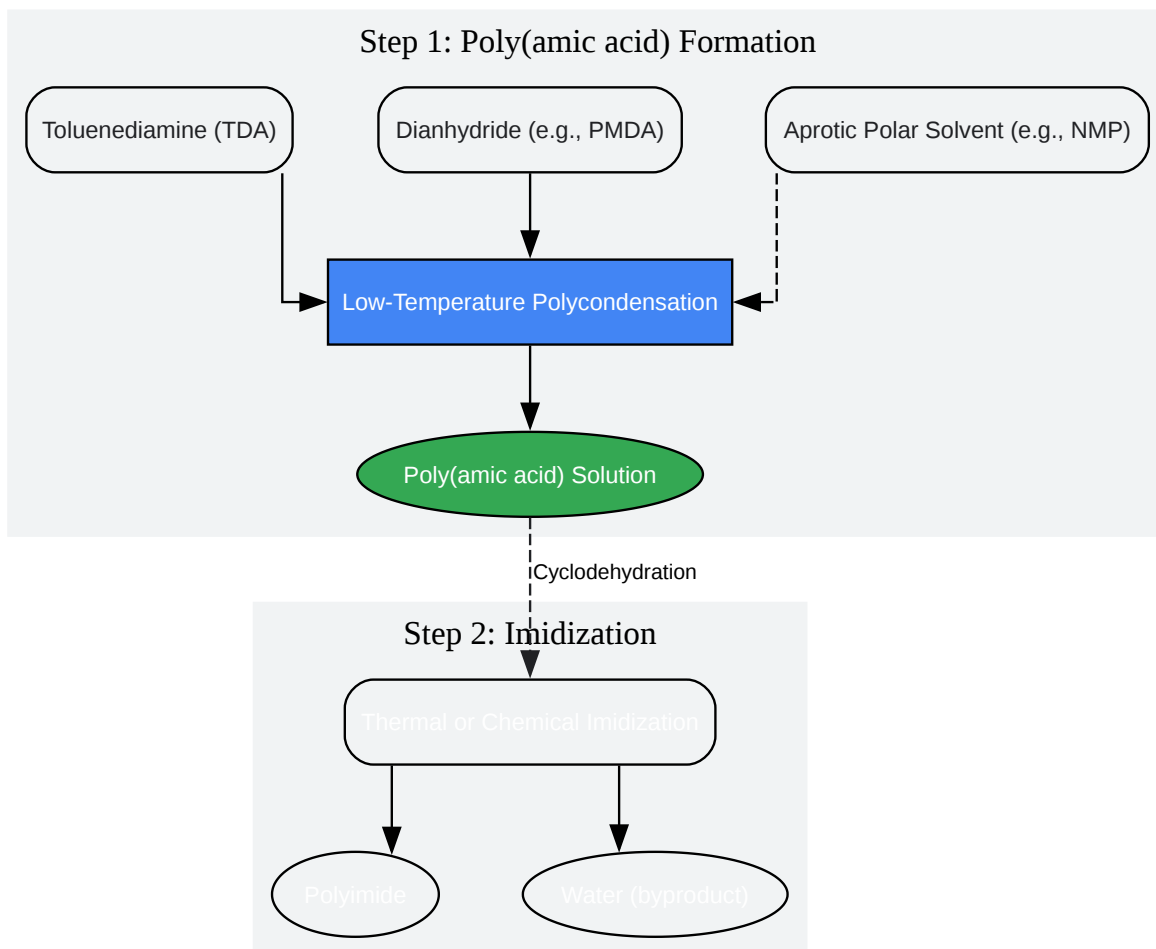 Step 1: Poly(amic acid) Formation
Toluenediamine (TDA)
Dianhydride (e.g., PMDA)
Aprotic Polar Solvent (e.g., NMP)
Low-Temperature Polycondensation
Poly(amic acid) Solution
Cyclodehydration
Step 2: Imidization
Thermal or Chemical Imidization
Polyimide
Water (byproduct)